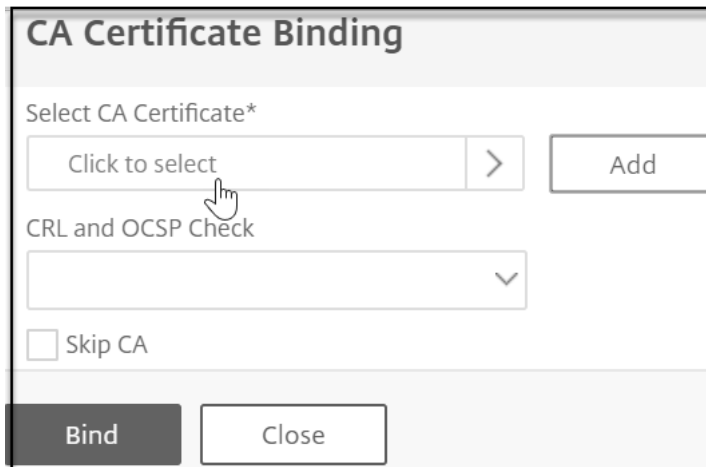 CA Certificate Binding
Select CA Certificate*
Click to select
Add
CRL and OCSP Check
Skip CA
Bind
Close